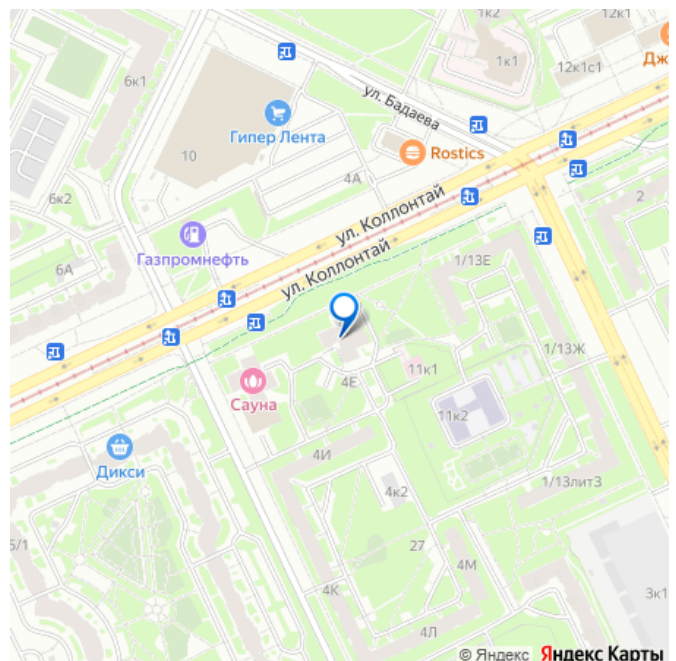 1к2
12к1
6к1
1к1
12к1с1
Дж
ул. Бадаева
Гипер Лента
10
Rostics
4А
6к2
2
ул. Коллонтай
6А
Газпромнефть
1/13Е
ул. Коллонтай
1/13Ж
11к1
4Е
Сауна
11к2
4И
Дикси
1/13лит3
4к2
5/1
27
4М
4К
3к1
4Л
© Яндекс Яндекс Карты